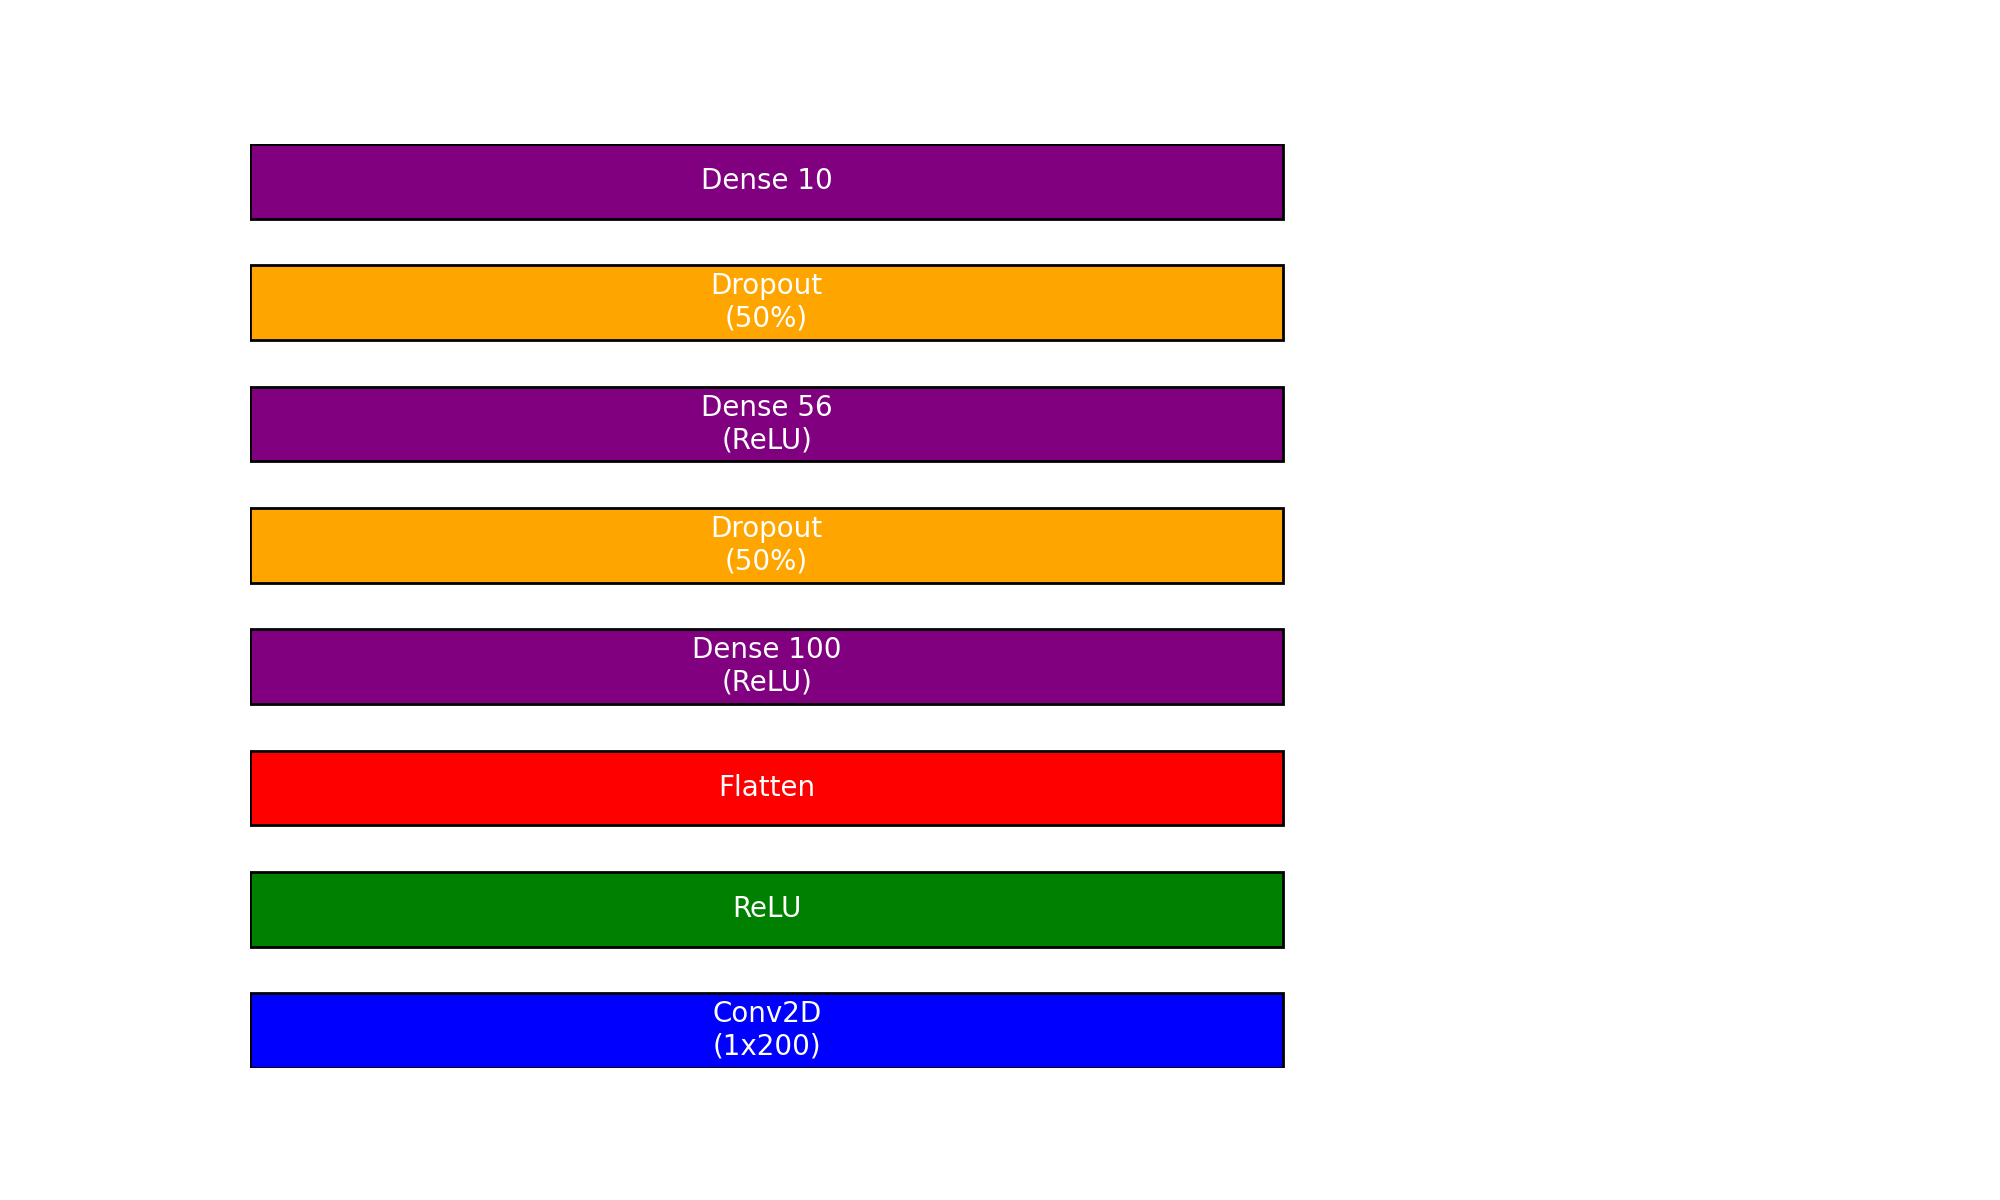 Dense 10
Dropout
(50%)
Dense 56
(ReLU)
Dropout
(50%)
Dense 100
(ReLU)
Flatten
ReLU
Conv2D
(1x200)